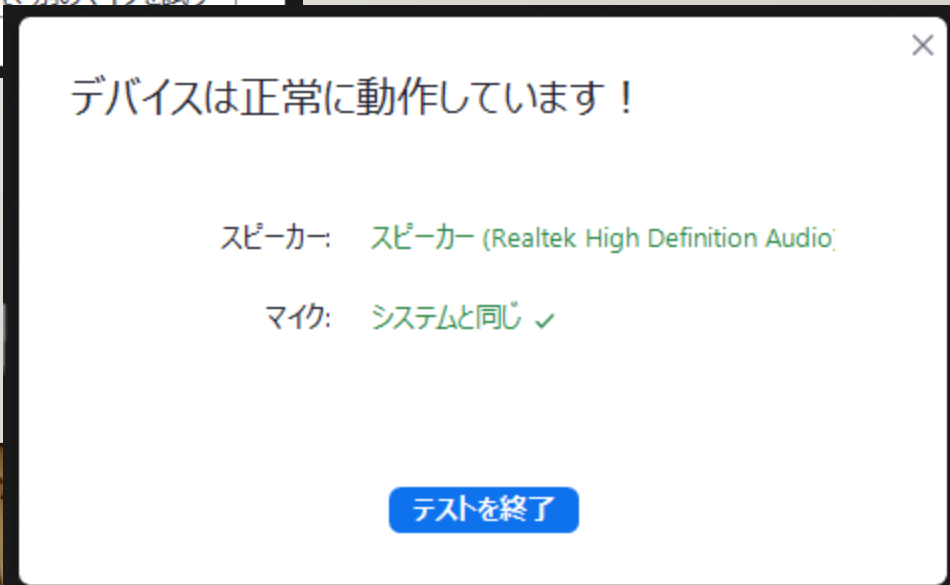 デバイスは正常に動作しています！
スピーカー: スピーカー (Realtek High Definition Audio)
マイク: システムと同じ ✓
テストを終了